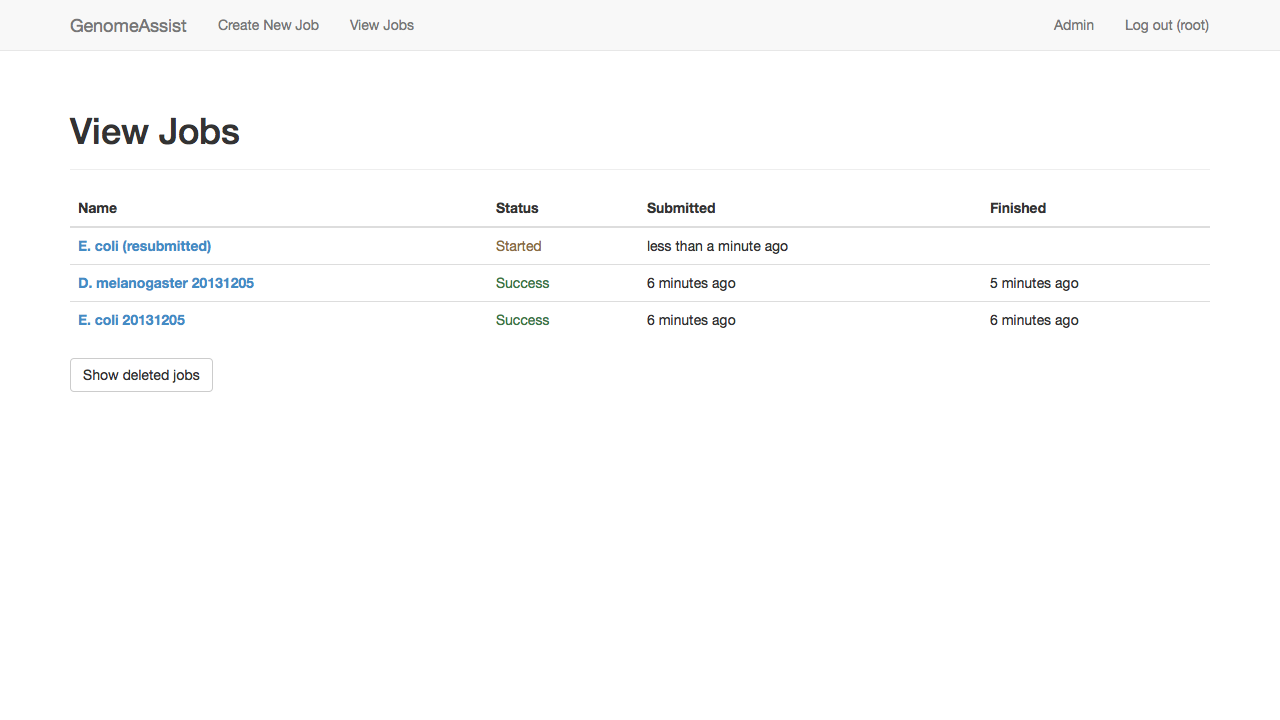 GenomeAssist Create New Job View Jobs Admin Log out (root)
View Jobs
Name Status Submitted Finished
E. coli (resubmitted) Started less than a minute ago
D. melanogaster 20131205 Success 6 minutes ago 5 minutes ago
E. coli 20131205 Success 6 minutes ago 6 minutes ago
Show deleted jobs